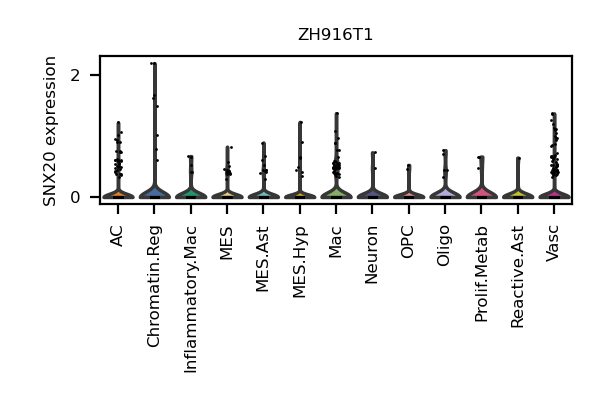 ZH916T1
SNX20 expression
2
0
AC
Chromatin.Reg
Inflammatory.Mac
MES
MES.Ast
MES.Hyp
Mac
Neuron
OPC
Oligo
Prolif.Metab
Reactive.Ast
Vasc